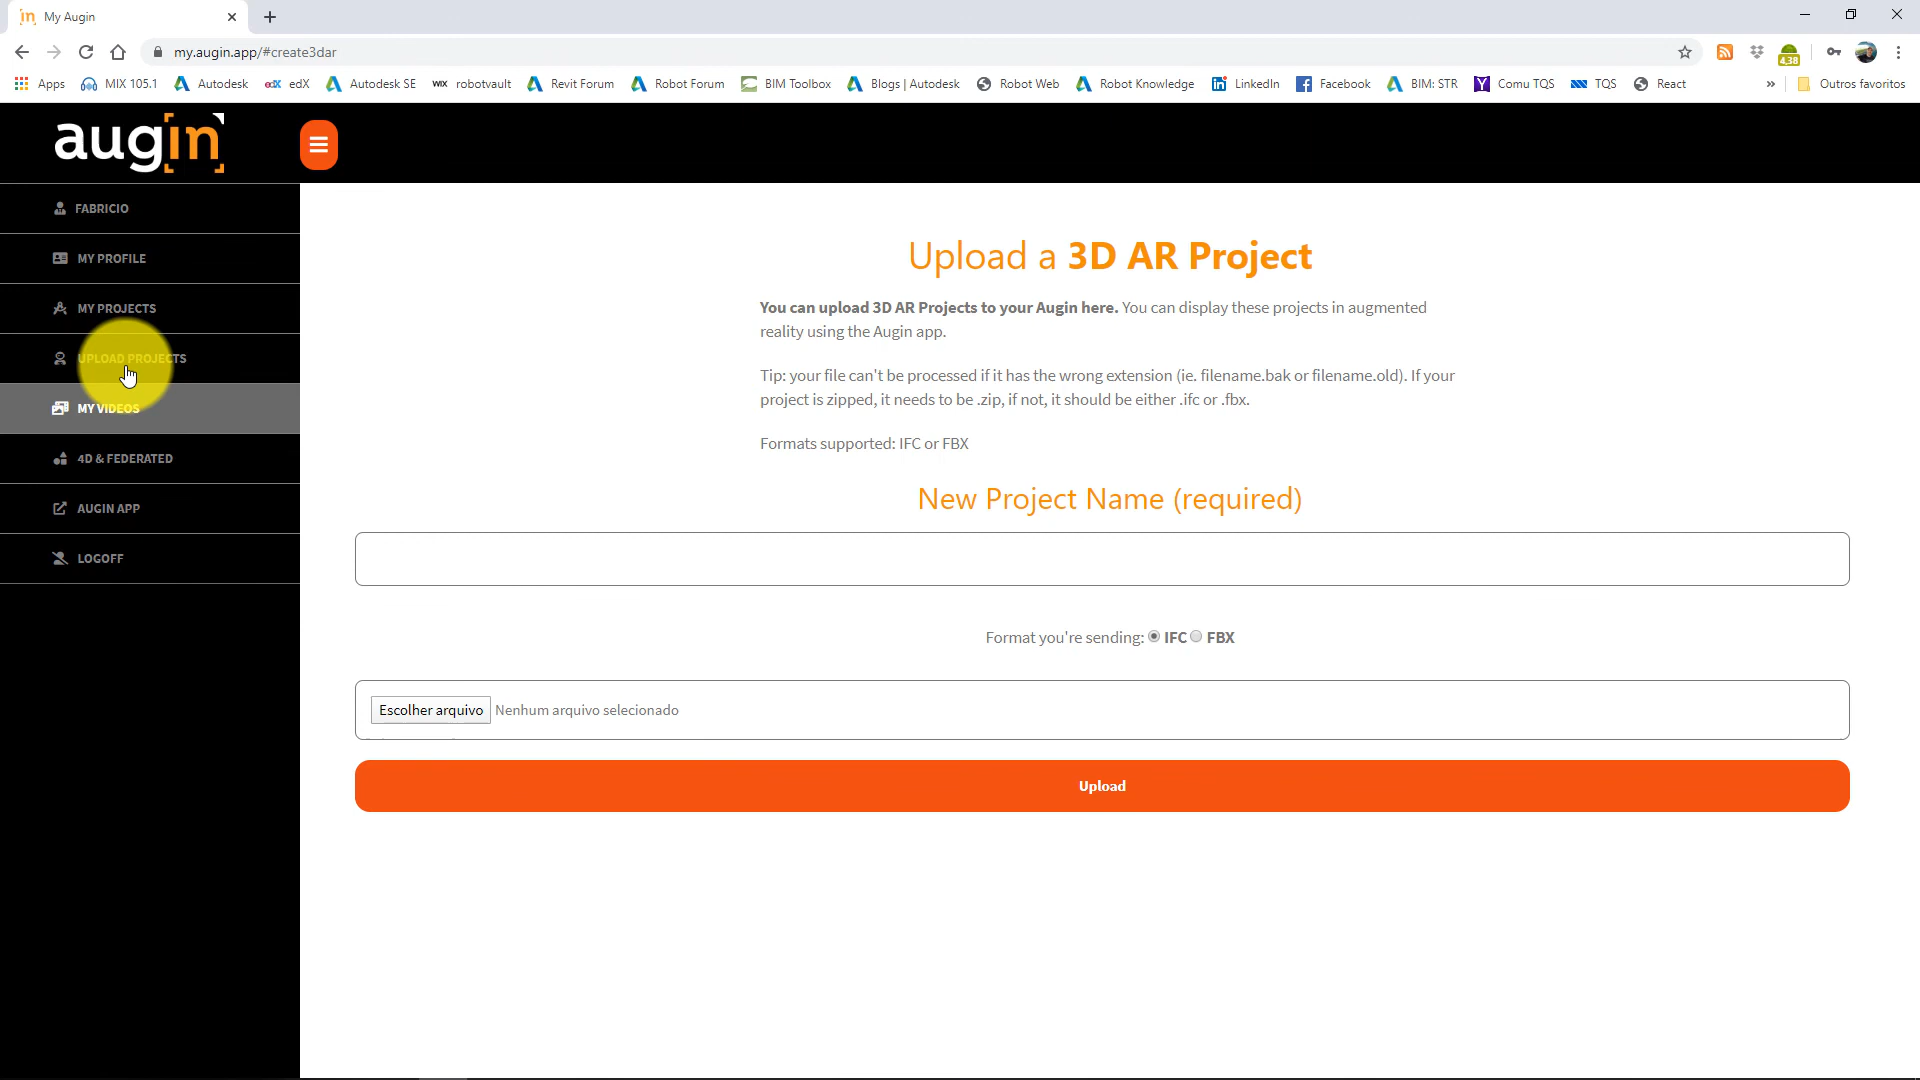 in My Augin
my.augin.app/#create3dar
4,38
Apps MIX 105.1 Autodesk edX edX Autodesk SE WIX robotvault Revit Forum Robot Forum BIM Toolbox Blogs | Autodesk Robot Web Robot Knowledge in LinkedIn Facebook BIM: STR Y Comu TQS TQS React » Outros favoritos
augin
FABRICIO
MY PROFILE
MY PROJECTS
UPLOAD PROJECTS
MY VIDEOS
4D & FEDERATED
AUGIN APP
LOGOFF
Upload a 3D AR Project
You can upload 3D AR Projects to your Augin here. You can display these projects in augmented
reality using the Augin app.
Tip: your file can't be processed if it has the wrong extension (ie. filename.bak or filename.old). If your
project is zipped, it needs to be .zip, if not, it should be either .ifc or .fbx.
Formats supported: IFC or FBX
New Project Name (required)
Format you're sending: IFC FBX
Escolher arquivo Nenhum arquivo selecionado
Upload